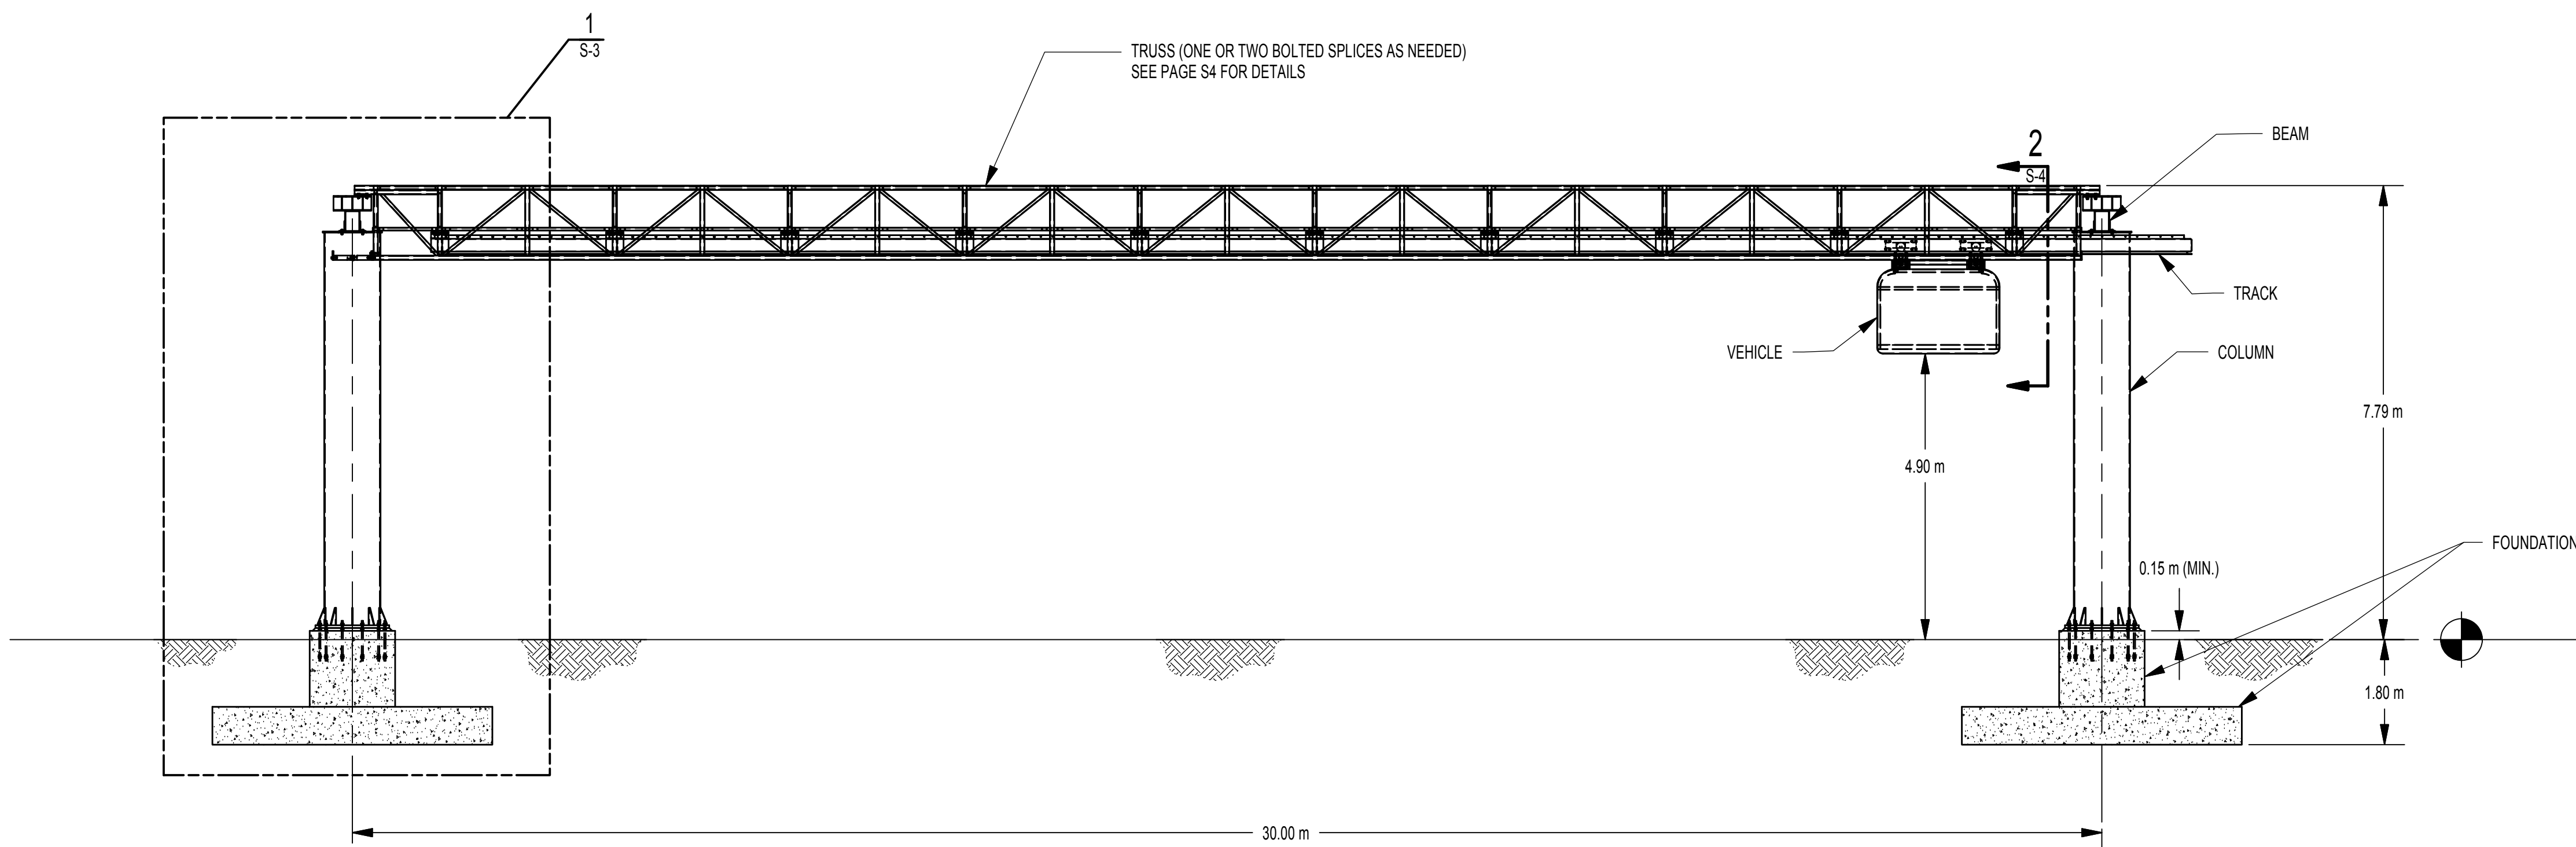 1
S-3
TRUSS (ONE OR TWO BOLTED SPLICES AS NEEDED)
SEE PAGE S4 FOR DETAILS
BEAM
2
S-4
TRACK
VEHICLE
COLUMN
7.79 m
4.90 m
FOUNDATION
0.15 m (MIN.)
1.80 m
30.00 m